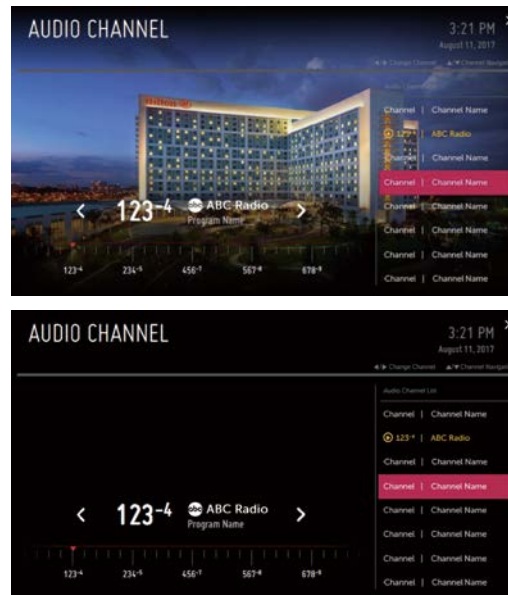 AUDIO CHANNEL
3:21 PM
August 11, 2017
Change Channel ▲/▼ Channel Navigat
Channel | Channel Name
123-4 | ABC Radio
Channel | Channel Name
Channel | Channel Name
Channel | Channel Name
Channel | Channel Name
Channel | Channel Name
Channel | Channel Name
Hilton
123-4
abc ABC Radio
Program Name
123-4 234-5 456-7 567-8 678-9
AUDIO CHANNEL
3:21 PM
August 11, 2017
Change Channel ▲/▼ Channel Navigat
Audio Channel List
Channel | Channel Name
123-4 | ABC Radio
Channel | Channel Name
Channel | Channel Name
Channel | Channel Name
Channel | Channel Name
Channel | Channel Name
Channel | Channel Name
123-4
abc ABC Radio
Program Name
123-4 234-5 456-7 567-8 678-9